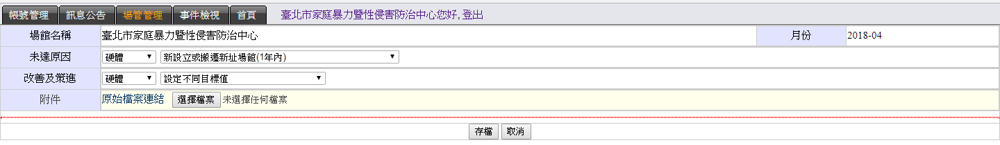 帳號管理 訊息公告 場管管理 事件檢視 首頁 臺北市家庭暴力暨性侵害防治中心您好, 登出
場館名稱 臺北市家庭暴力暨性侵害防治中心 月份 2018-04
未達原因 硬體 新設立或搬遷新址場館(1年內)
改善及策進 硬體 設定不同目標值
附件 原始檔案連結 選擇檔案 未選擇任何檔案
存檔 取消